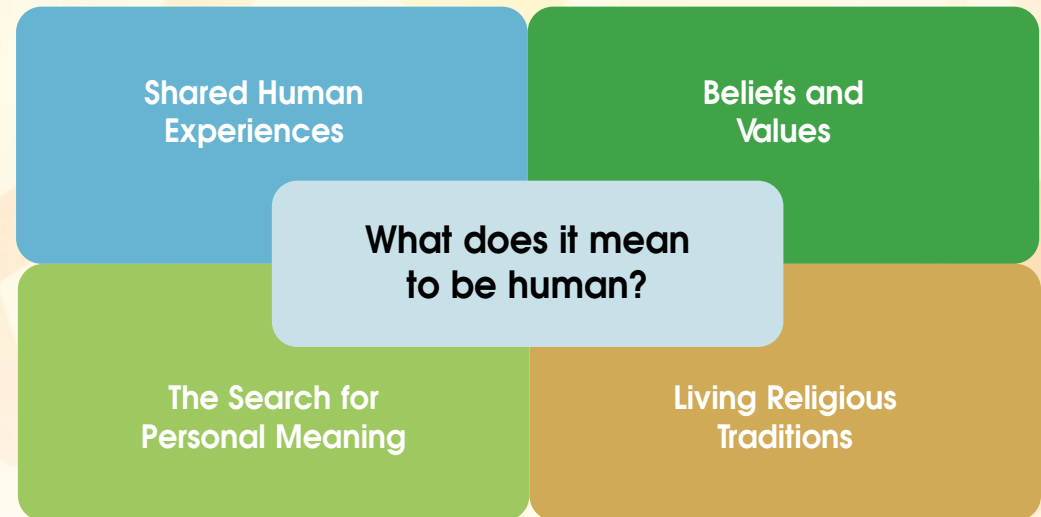 Shared Human
Experiences
Beliefs and
Values
What does it mean
to be human?
The Search for
Personal Meaning
Living Religious
Traditions